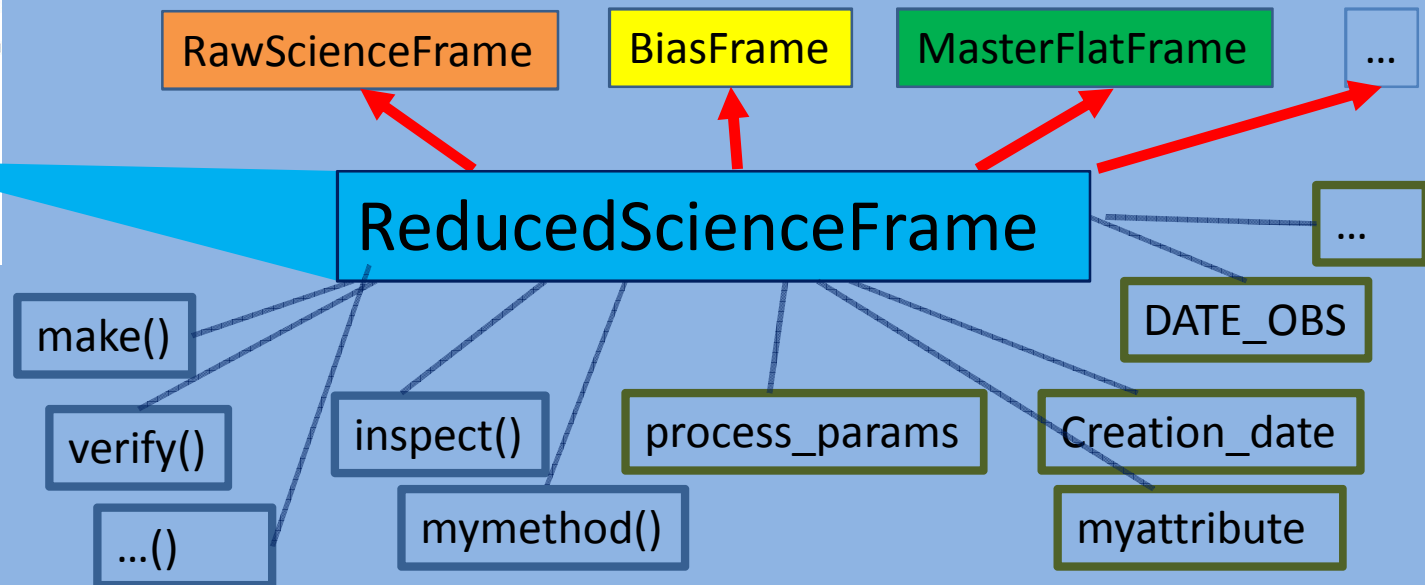 RawScienceFrame
BiasFrame
MasterFlatFrame
...
ReducedScienceFrame
...
DATE_OBS
make()
verify()
inspect()
process_params
Creation_date
...()
mymethod()
myattribute